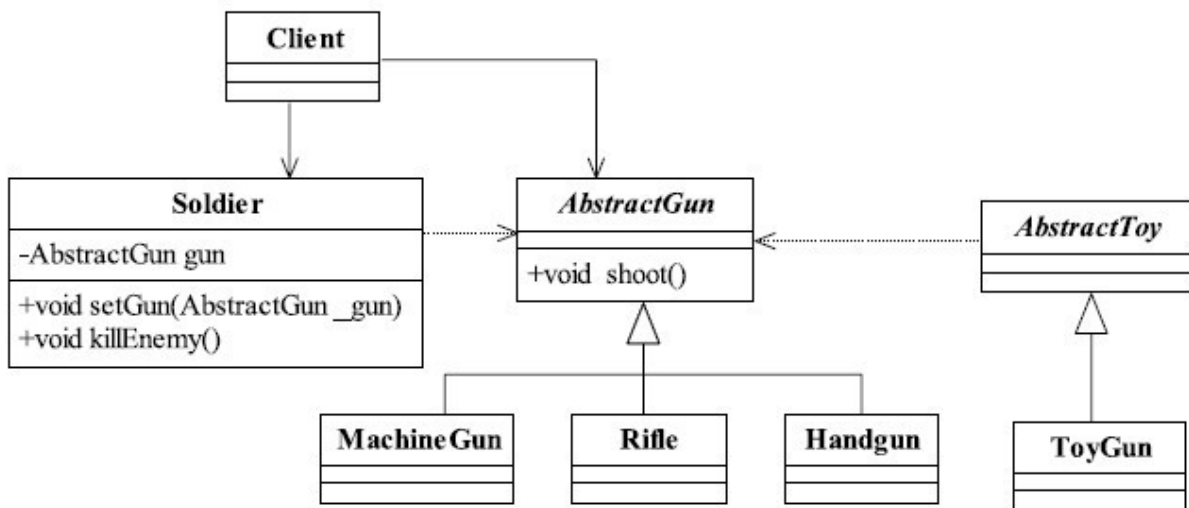 Client
Soldier
-AbstractGun gun
+void setGun(AbstractGun _gun)
+void killEnemy()
AbstractGun
+void shoot()
AbstractToy
MachineGun
Rifle
Handgun
ToyGun